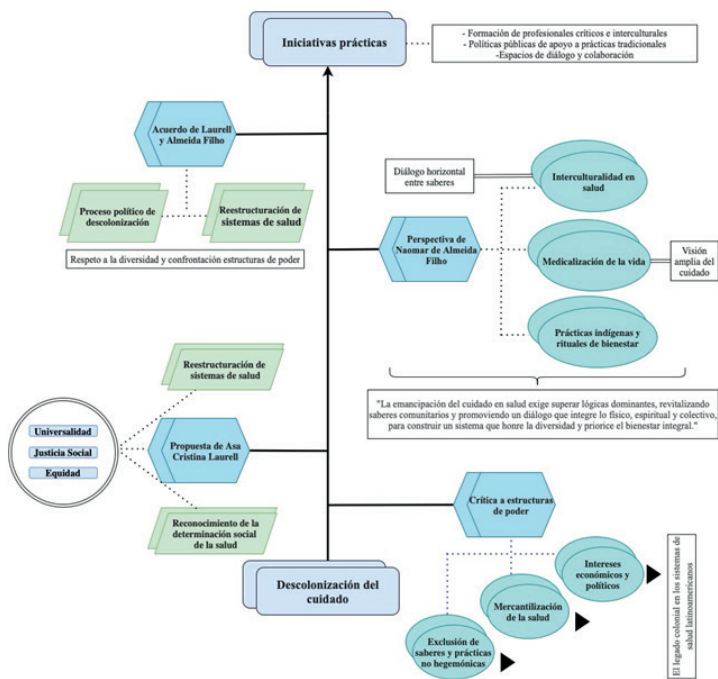 Iniciativas prácticas
- Formación de profesionales críticos e interculturales
- Políticas públicas de apoyo a prácticas tradicionales
-Espacios de diálogo y colaboración
Acuerdo de Laurell
y Almeida Filho
Proceso político de
descolonización
Reestructuración de
sistemas de salud
Respeto a la diversidad y confrontación estructuras de poder
Diálogo horizontal
entre saberes
Interculturalidad en
salud
Perspectiva de
Naomar de Almeida
Filho
Medicalización de la vida
Visión
amplia del
cuidado
Prácticas indígenas y
rituales de bienestar
"La emancipación del cuidado en salud exige superar lógicas dominantes, revitalizando
saberes comunitarios y promoviendo un diálogo que integre lo físico, espiritual y colectivo,
para construir un sistema que honre la diversidad y priorice el bienestar integral."
Reestructuración de
sistemas de salud
Universalidad
Justicia Social
Equidad
Propuesta de Asa
Cristina Laurell
Reconocimiento de la
determinación social
de la salud
Crítica a estructuras
de poder
Descolonización del
cuidado
Intereses
económicos y
políticos
Mercantilización
de la salud
Exclusión de
saberes y prácticas
no hegemónicas
El legado colonial en los sistemas de
salud latinoamericanos